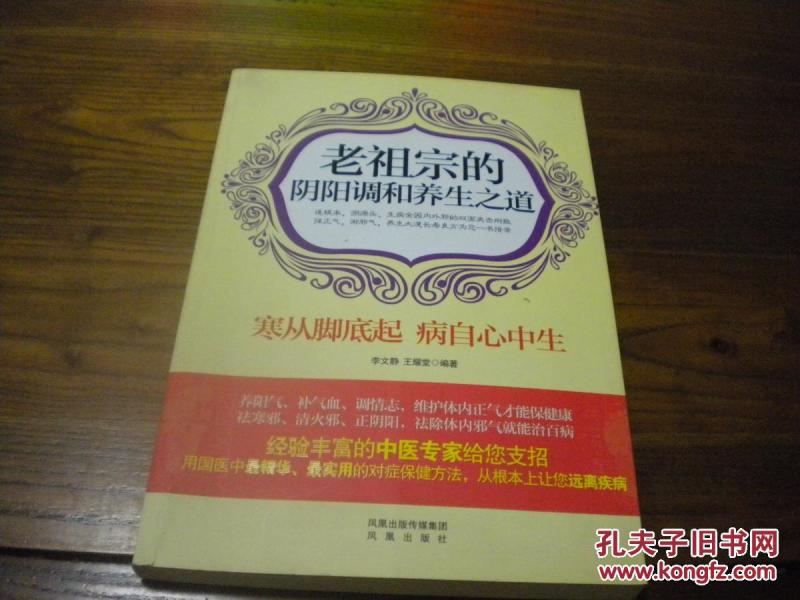 老祖宗的
阴阳调和养生之道
寒从脚底起 病自心中生
李文静 王耀堂◎编著
养阳气、补气血、调情志，维护体内正气才能保健康
祛寒邪、清火邪、正阴阳，祛除体内邪气就能治百病
经验丰富的中医专家给您支招
用国医中最精华、最实用的对症保健方法，从根本上让您远离疾病
凤凰出版传媒集团
凤凰出版社
孔夫子旧书网
www.kongfz.com